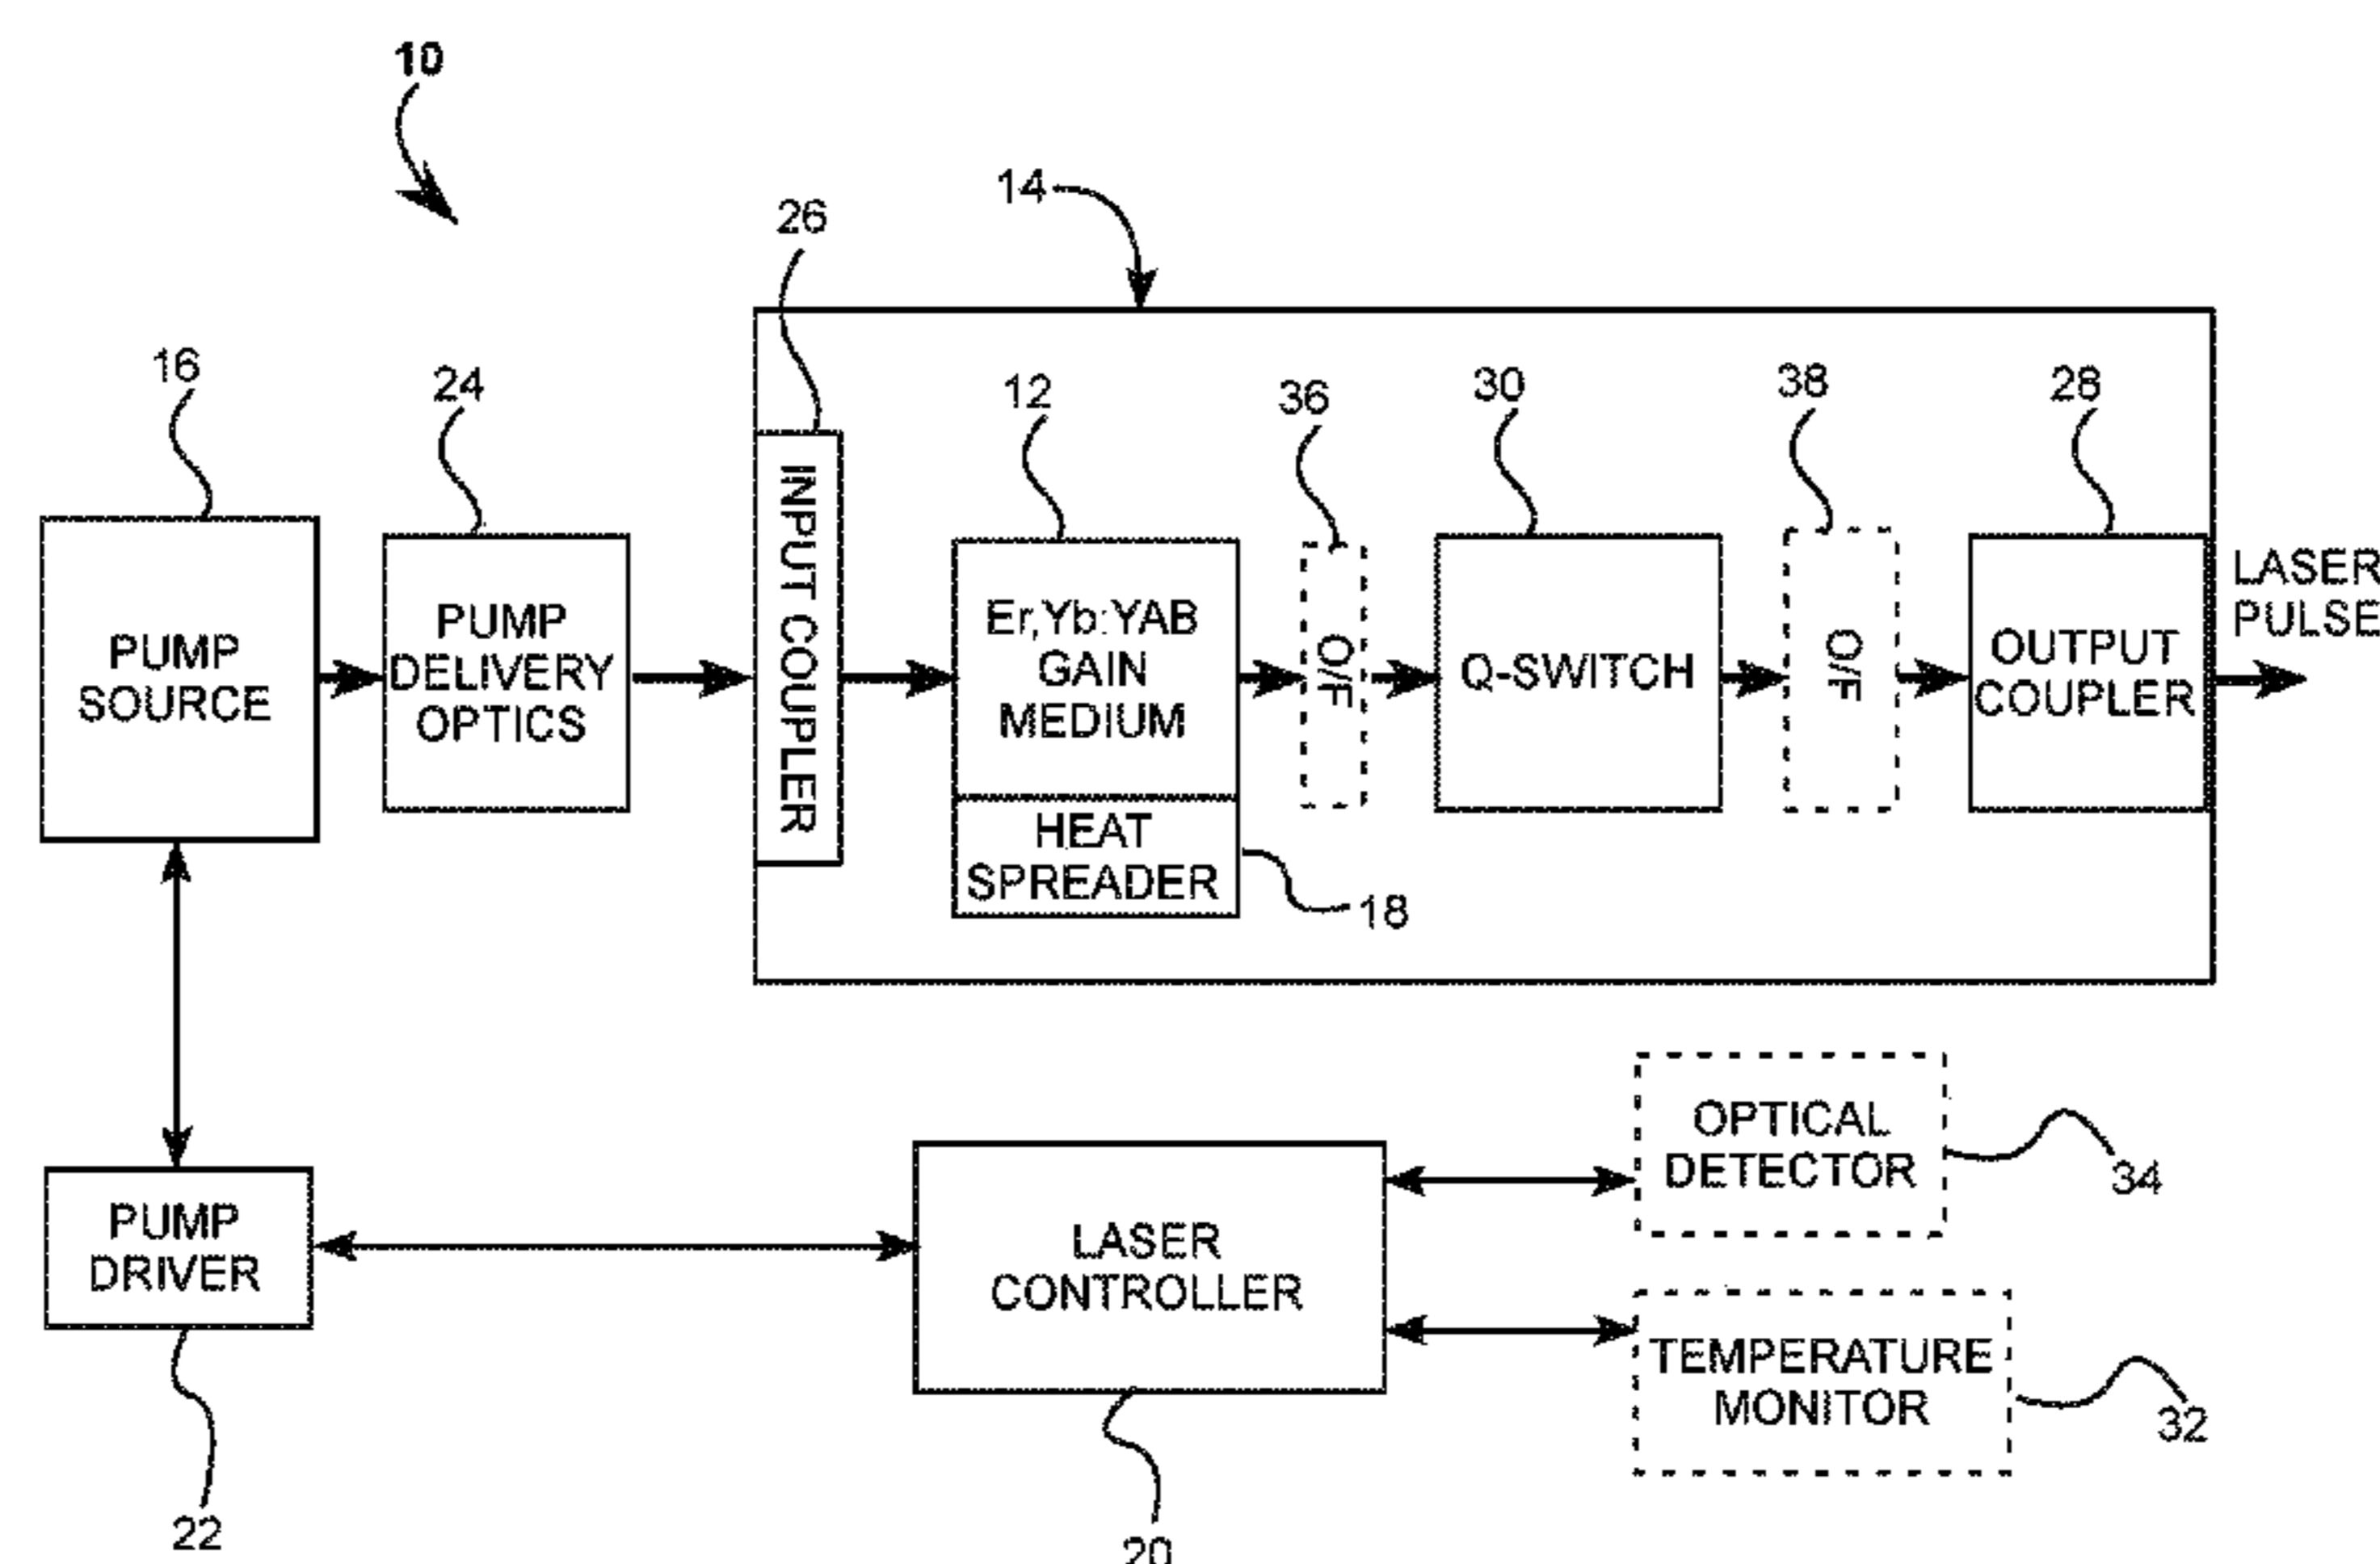 10
14
26
16
24
12
36
30
38
28
PUMP
SOURCE
PUMP
DELIVERY
OPTICS
INPUT COUPLER
Er,Yb:YAB
GAIN
MEDIUM
HEAT
SPREADER
18
O/F
Q-SWITCH
O/F
OUTPUT
COUPLER
LASER
PULSE
PUMP
DRIVER
22
LASER
CONTROLLER
20
OPTICAL
DETECTOR
34
TEMPERATURE
MONITOR
32